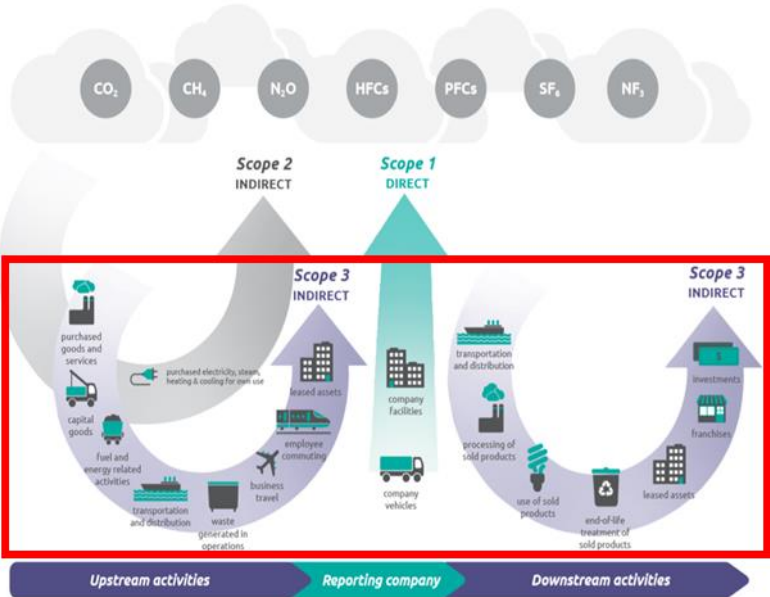 CO₂
CH₄
N₂O
HFCs
PFCs
SF₆
NF₃
Scope 2
INDIRECT
Scope 1
DIRECT
Scope 3
INDIRECT
Scope 3
INDIRECT
purchased
goods and
services
capital
goods
fuel and
energy related
activities
transportation
and distribution
waste
generated in
operations
business
travel
employee
commuting
leased assets
purchased electricity, steam,
heating & cooling for own use
company
facilities
company
vehicles
transportation
and distribution
processing of
sold products
use of sold
products
end-of-life
treatment of
sold products
leased assets
franchises
$
investments
Upstream activities
Reporting company
Downstream activities